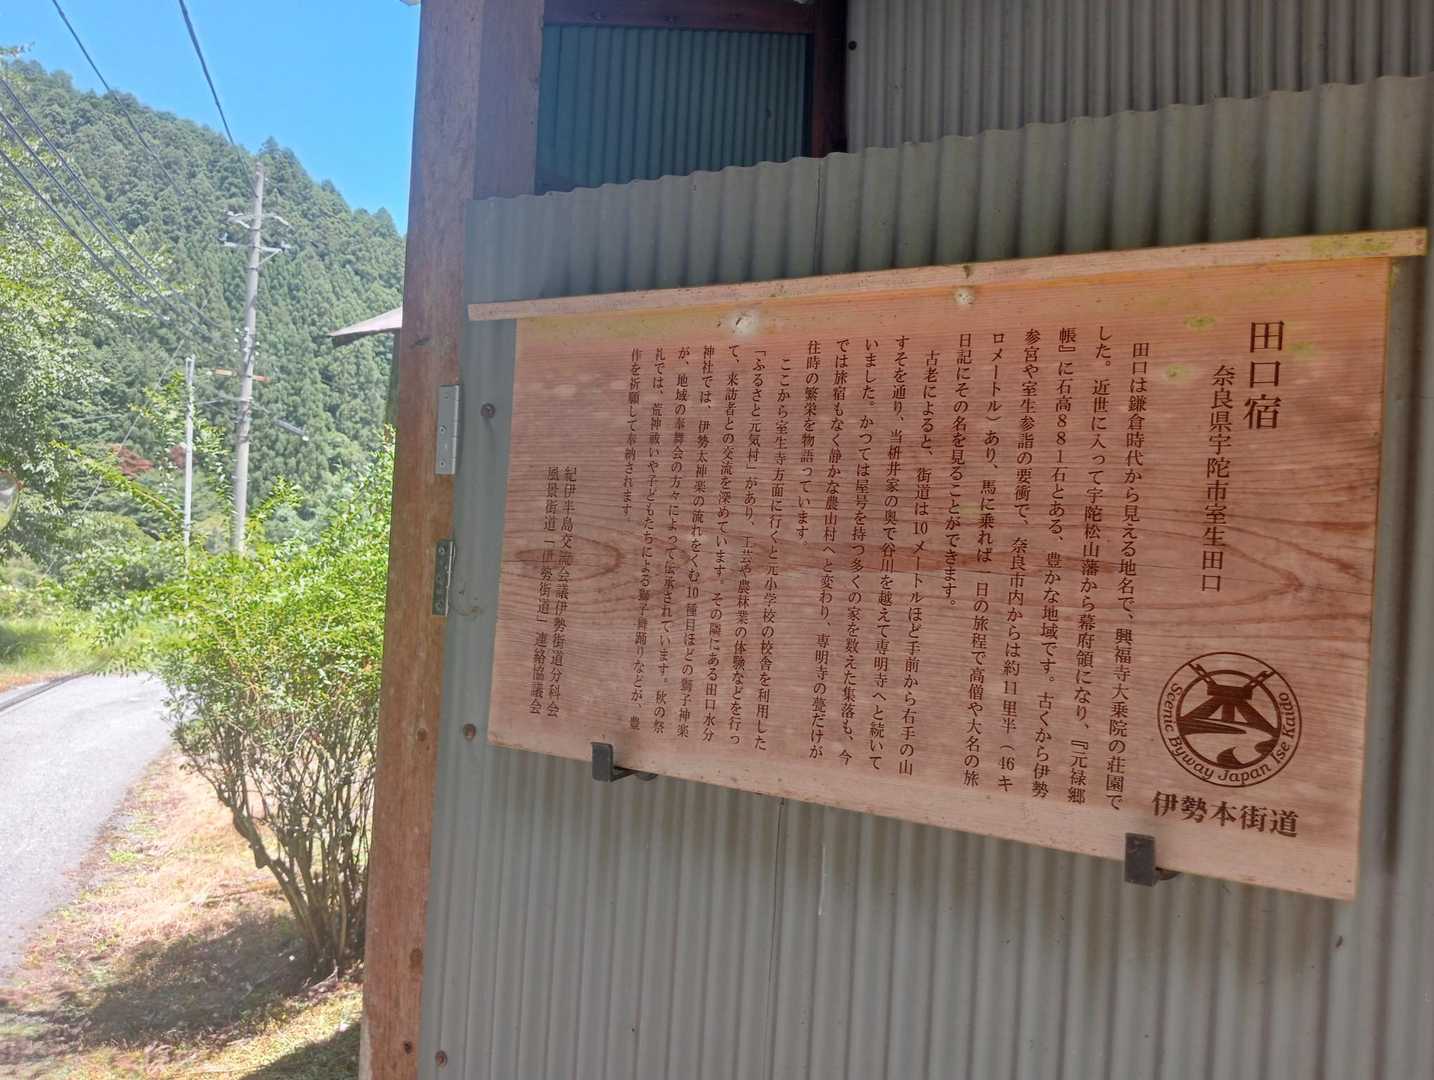 田口宿
奈良県宇陀市室生田口
田口は鎌倉時代から見える地名で、興福寺大乗院の荘園で
した。近世に入って宇陀松山藩から幕府領になり、『元禄郷
帳』に石高881石とある、豊かな地域です。古くから伊勢
参宮や室生参詣の要衝で、奈良市内からは約11里半（46キ
ロメートル）あり、馬に乗れば一日の旅程で高僧や大名の旅
日記にその名を見ることができます。
古老によると、街道は10メートルほど手前から右手の山
すそを通り、当枡井家の奥で谷川を越えて専明寺へと続いて
いました。かつては屋号を持つ多くの家を数えた集落も、今
では旅宿もなく静かな農山村へと変わり、専明寺の甍だけが
往時の繁栄を物語っています。
ここから室生寺方面に行くと元小学校の校舎を利用した
「ふるさと元気村」があり、工芸や農林業の体験などを行っ
て、来訪者との交流を深めています。その隣にある田口水分
神社では、伊勢太神楽の流れをくむ10種目ほどの獅子神楽
が、地域の奉舞会の方々によって伝承されています。秋の祭
礼では、荒神祓いや子どもたちによる獅子舞踊りなどが、豊
作を祈願して奉納されます。
紀伊半島交流会議伊勢街道分科会
風景街道「伊勢街道」連絡協議会
Scenic Byway Japan Ise Kaido
伊勢本街道